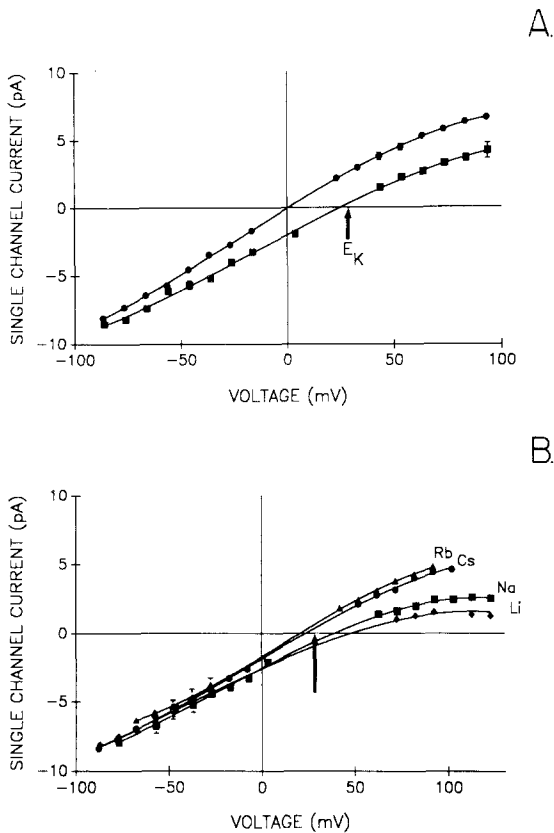 A.
SINGLE CHANNEL CURRENT (pA)
10
5
0
−5
−10
E_K
−100
−50
0
50
100
VOLTAGE (mV)
B.
SINGLE CHANNEL CURRENT (pA)
10
5
0
−5
−10
Rb
Cs
Na
Li
−100
−50
0
50
100
VOLTAGE (mV)